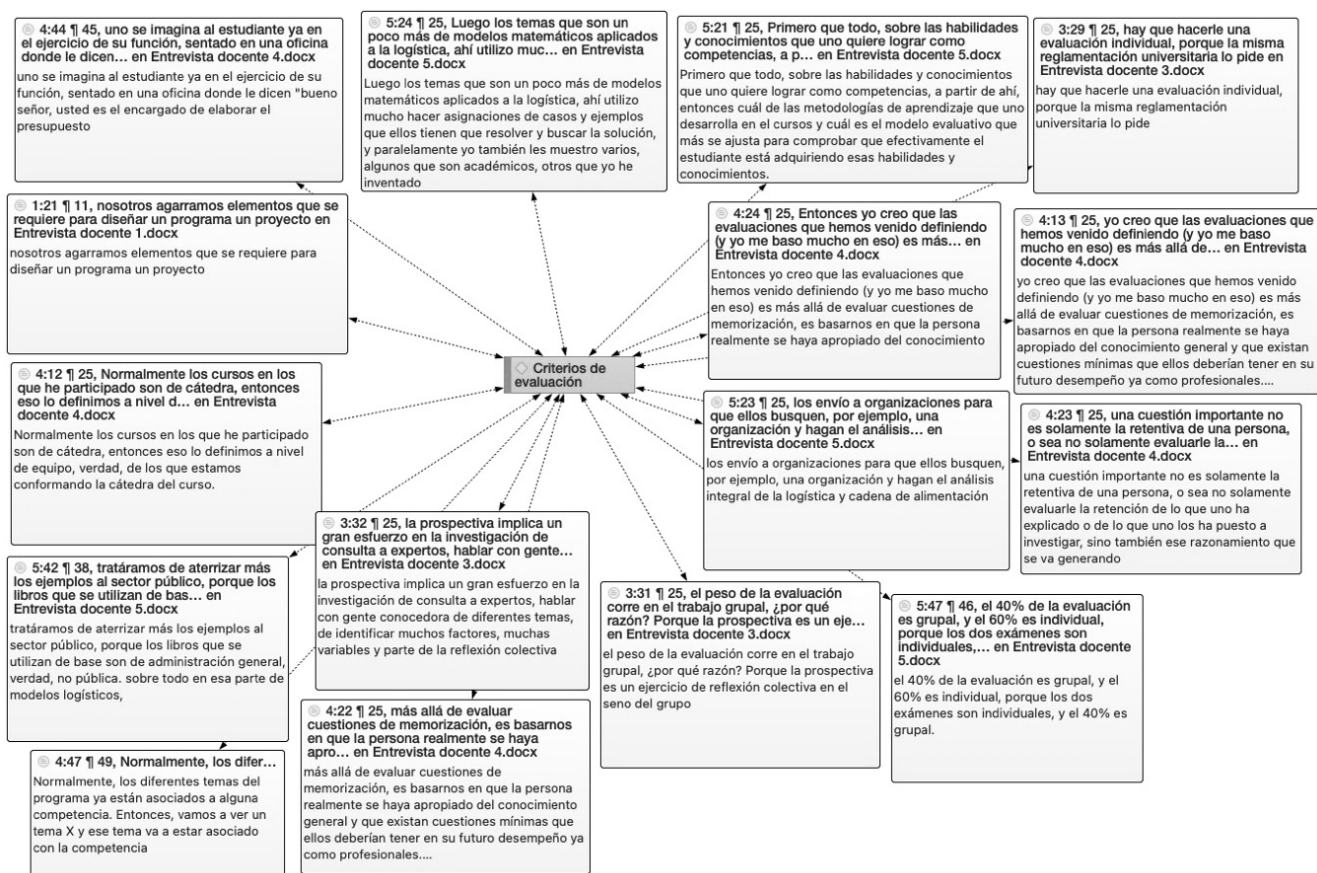 4:44 ¶ 45, uno se imagina al estudiante ya en
el ejercicio de su función, sentado en una oficina
donde le dicen… en Entrevista docente 4.docx
uno se imagina al estudiante ya en el ejercicio de su
función, sentado en una oficina donde le dicen "bueno
señor, usted es el encargado de elaborar el
presupuesto
5:24 ¶ 25, Luego los temas que son un
poco más de modelos matemáticos aplicados
a la logística, ahí utilizo muc… en Entrevista
docente 5.docx
Luego los temas que son un poco más de modelos
matemáticos aplicados a la logística, ahí utilizo
mucho hacer asignaciones de casos y ejemplos
que ellos tienen que resolver y buscar la solución,
y paralelamente yo también les muestro varios,
algunos que son académicos, otros que yo he
inventado
5:21 ¶ 25, Primero que todo, sobre las habilidades
y conocimientos que uno quiere lograr como
competencias, a p… en Entrevista docente 5.docx
Primero que todo, sobre las habilidades y conocimientos
que uno quiere lograr como competencias, a partir de ahí,
entonces cuál de las metodologías de aprendizaje que uno
desarrolla en el cursos y cuál es el modelo evaluativo que
más se ajusta para comprobar que efectivamente el
estudiante está adquiriendo esas habilidades y
conocimientos.
3:29 ¶ 25, hay que hacerle una
evaluación individual, porque la misma
reglamentación universitaria lo pide en
Entrevista docente 3.docx
hay que hacerle una evaluación individual,
porque la misma reglamentación
universitaria lo pide
1:21 ¶ 11, nosotros agarramos elementos que se
requiere para diseñar un programa un proyecto en
Entrevista docente 1.docx
nosotros agarramos elementos que se requiere para
diseñar un programa un proyecto
4:24 ¶ 25, Entonces yo creo que las
evaluaciones que hemos venido definiendo
(y yo me baso mucho en eso) es más… en
Entrevista docente 4.docx
Entonces yo creo que las evaluaciones que
hemos venido definiendo (y yo me baso mucho
en eso) es más allá de evaluar cuestiones de
memorización, es basarnos en que la persona
realmente se haya apropiado del conocimiento
4:13 ¶ 25, yo creo que las evaluaciones que
hemos venido definiendo (y yo me baso
mucho en eso) es más allá de… en Entrevista
docente 4.docx
yo creo que las evaluaciones que hemos venido
definiendo (y yo me baso mucho en eso) es más
allá de evaluar cuestiones de memorización, es
basarnos en que la persona realmente se haya
apropiado del conocimiento general y que existan
cuestiones mínimas que ellos deberían tener en su
futuro desempeño ya como profesionales....
Criterios de
evaluación
4:12 ¶ 25, Normalmente los cursos en los
que he participado son de cátedra, entonces
eso lo definimos a nivel d… en Entrevista
docente 4.docx
Normalmente los cursos en los que he participado
son de cátedra, entonces eso lo definimos a nivel
de equipo, verdad, de los que estamos
conformando la cátedra del curso.
5:23 ¶ 25, los envío a organizaciones para
que ellos busquen, por ejemplo, una
organización y hagan el análisis… en
Entrevista docente 5.docx
los envío a organizaciones para que ellos busquen,
por ejemplo, una organización y hagan el análisis
integral de la logística y cadena de alimentación
4:23 ¶ 25, una cuestión importante no
es solamente la retentiva de una persona,
o sea no solamente evaluarle la… en
Entrevista docente 4.docx
una cuestión importante no es solamente la
retentiva de una persona, o sea no solamente
evaluarle la retención de lo que uno ha
explicado o de lo que uno los ha puesto a
investigar, sino también ese razonamiento que
se va generando
3:32 ¶ 25, la prospectiva implica un
gran esfuerzo en la investigación de
consulta a expertos, hablar con gente…
en Entrevista docente 3.docx
la prospectiva implica un gran esfuerzo en la
investigación de consulta a expertos, hablar
con gente conocedora de diferentes temas,
de identificar muchos factores, muchas
variables y parte de la reflexión colectiva
5:42 ¶ 38, tratáramos de aterrizar más
los ejemplos al sector público, porque los
libros que se utilizan de bas… en
Entrevista docente 5.docx
tratáramos de aterrizar más los ejemplos al
sector público, porque los libros que se
utilizan de base son de administración general,
verdad, no pública. sobre todo en esa parte de
modelos logísticos,
3:31 ¶ 25, el peso de la evaluación
corre en el trabajo grupal, ¿por qué
razón? Porque la prospectiva es un eje…
en Entrevista docente 3.docx
el peso de la evaluación corre en el trabajo
grupal, ¿por qué razón? Porque la prospectiva
es un ejercicio de reflexión colectiva en el
seno del grupo
5:47 ¶ 46, el 40% de la evaluación
es grupal, y el 60% es individual,
porque los dos exámenes son
individuales,… en Entrevista docente
5.docx
el 40% de la evaluación es grupal, y el
60% es individual, porque los dos
exámenes son individuales, y el 40% es
grupal.
4:22 ¶ 25, más allá de evaluar
cuestiones de memorización, es basarnos
en que la persona realmente se haya
apro… en Entrevista docente 4.docx
más allá de evaluar cuestiones de
memorización, es basarnos en que la persona
realmente se haya apropiado del conocimiento
general y que existan cuestiones mínimas que
ellos deberían tener en su futuro desempeño ya
como profesionales....
4:47 ¶ 49, Normalmente, los difer…
Normalmente, los diferentes temas del
programa ya están asociados a alguna
competencia. Entonces, vamos a ver un
tema X y ese tema va a estar asociado
con la competencia